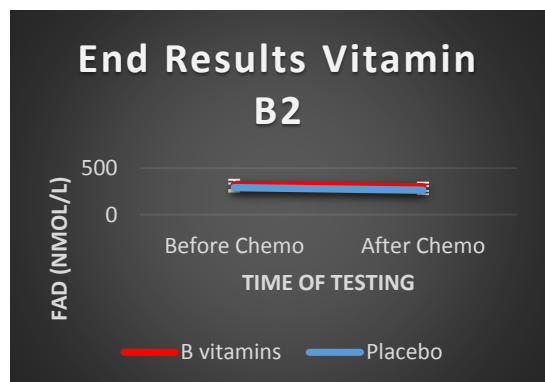 End Results Vitamin
B2
500
0
FAD (NMOL/L)
Before Chemo After Chemo
TIME OF TESTING
B vitamins Placebo